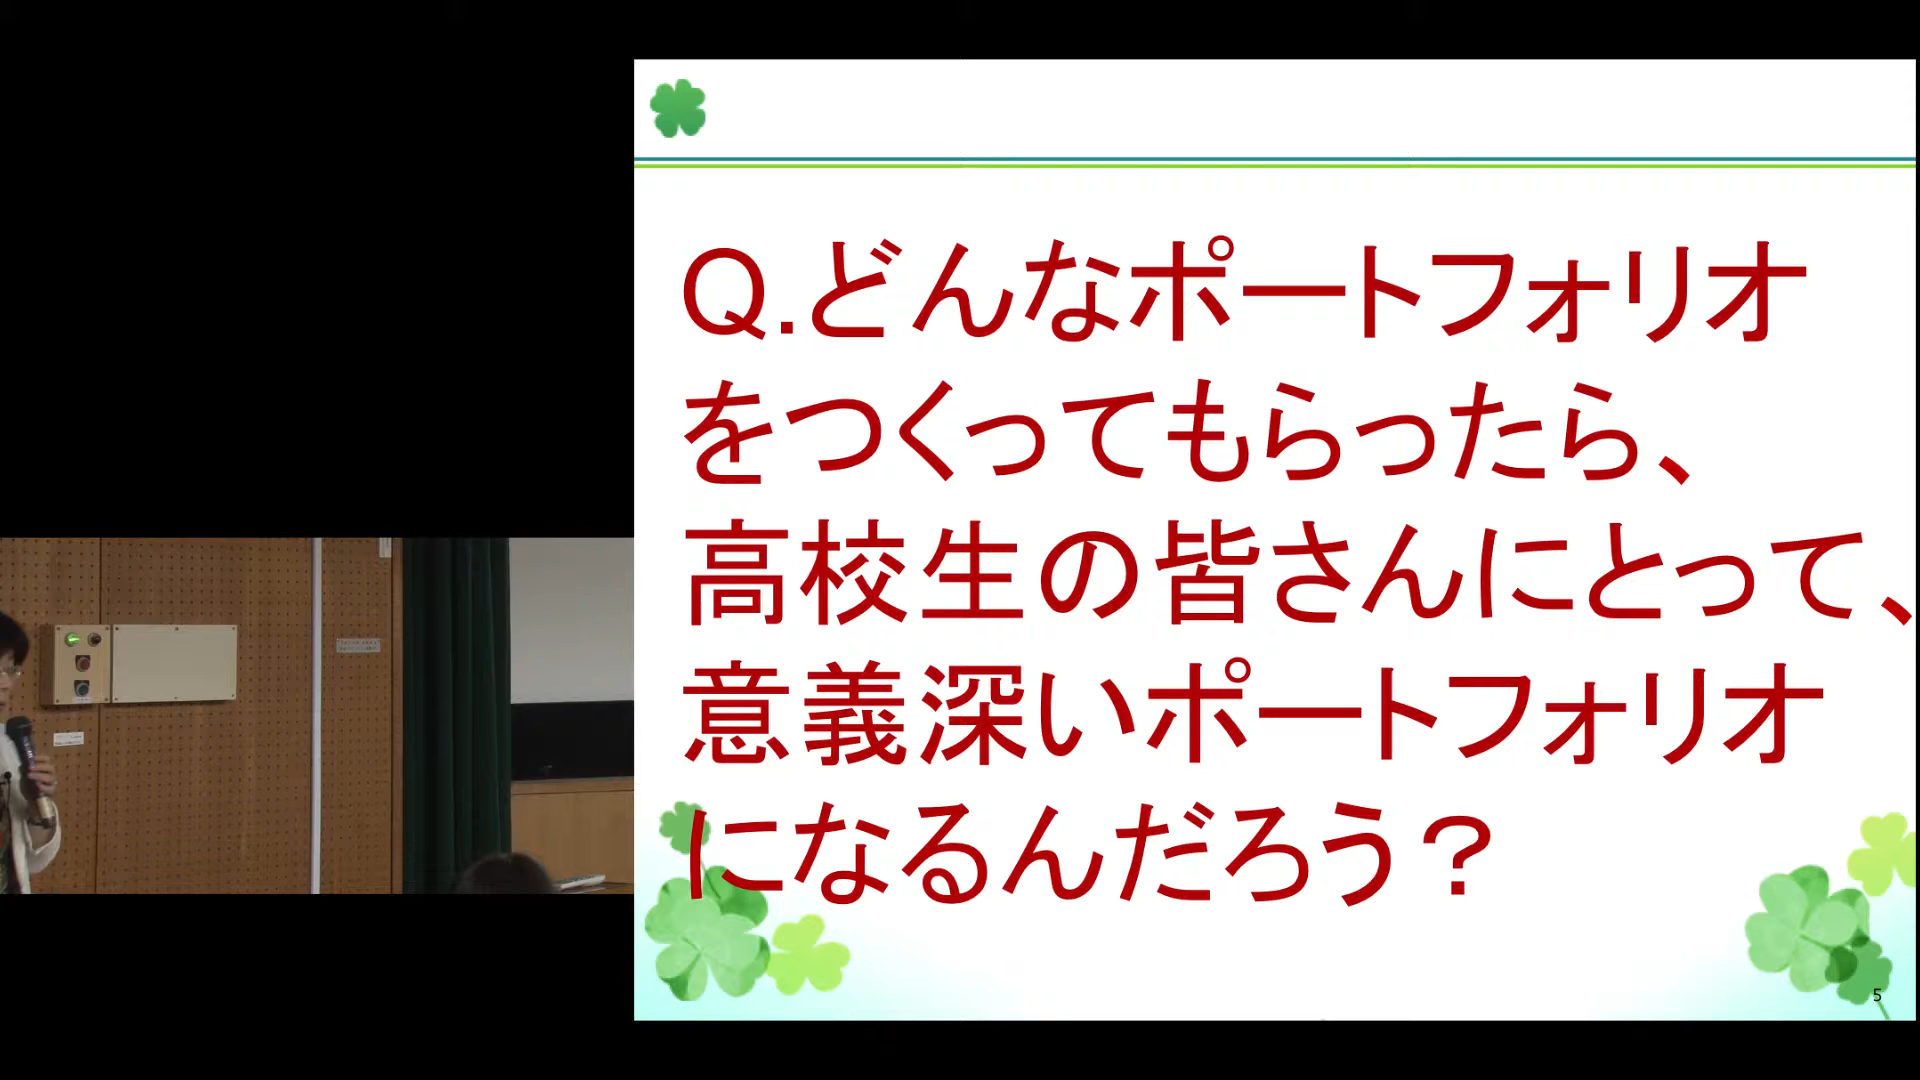 Q.どんなポートフォリオ
をつくってもらったら、
高校生の皆さんにとって、
意義深いポートフォリオ
になるんだろう？
5